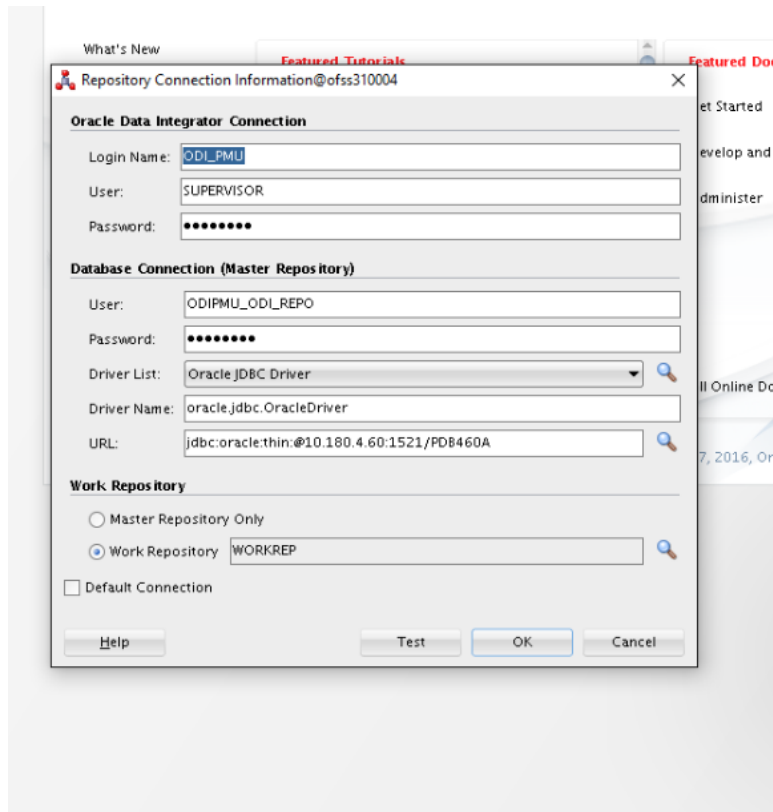 What's New
Featured Tutorials
Featured Doc
Repository Connection Information@ofss310004
et Started
Oracle Data Integrator Connection
Login Name: ODI_PMU
evelop and
User: SUPERVISOR
dminister
Password: ••••••••
Database Connection (Master Repository)
User: ODIPMU_ODI_REPO
Password: ••••••••
Driver List: Oracle JDBC Driver
ll Online Do
Driver Name: oracle.jdbc.OracleDriver
URL: jdbc:oracle:thin:@10.180.4.60:1521/PDB460A
7, 2016, Or
Work Repository
Master Repository Only
Work Repository WORKREP
Default Connection
Help Test OK Cancel